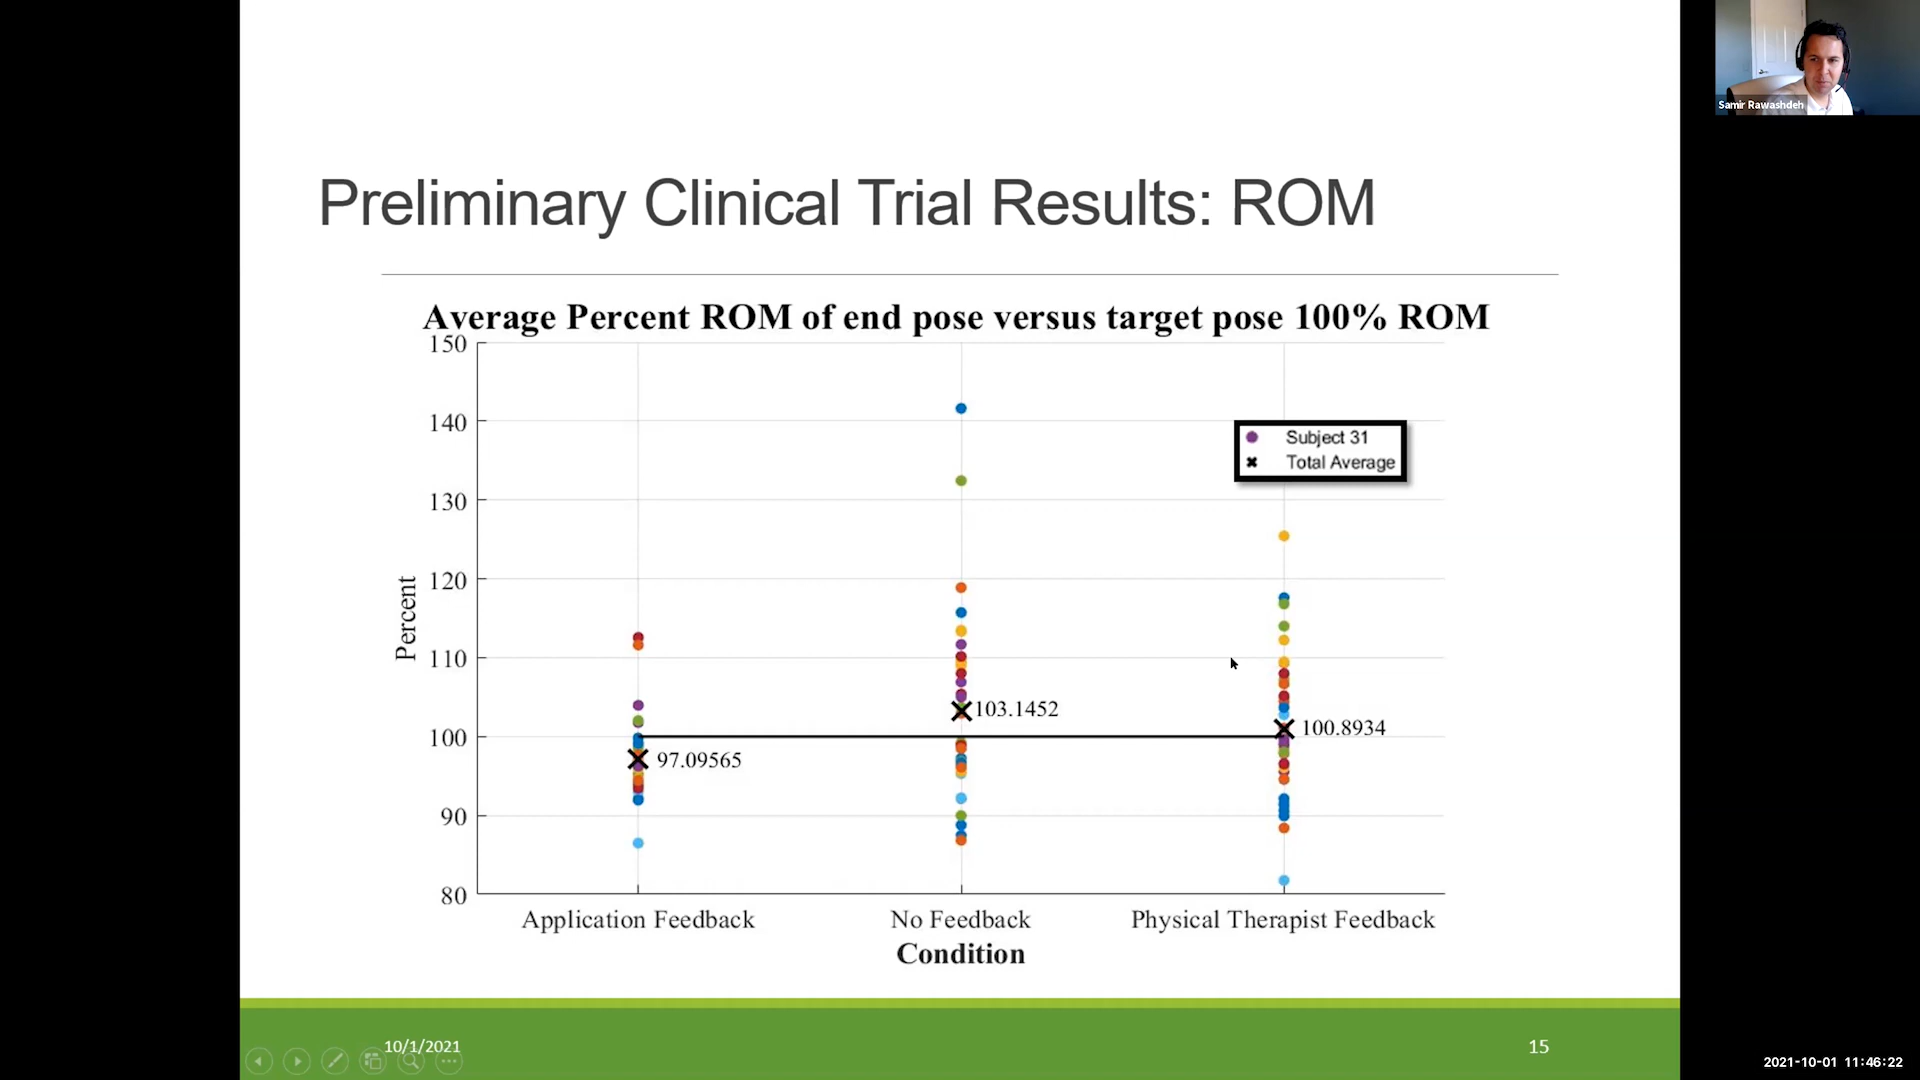 Samir Rawashdeh
Preliminary Clinical Trial Results: ROM
Average Percent ROM of end pose versus target pose 100% ROM
150
140
130
120
110
100
90
80
Percent
Subject 31
Total Average
97.09565
103.1452
100.8934
Application Feedback
No Feedback
Physical Therapist Feedback
Condition
10/1/2021
15
2021-10-01 11:46:22